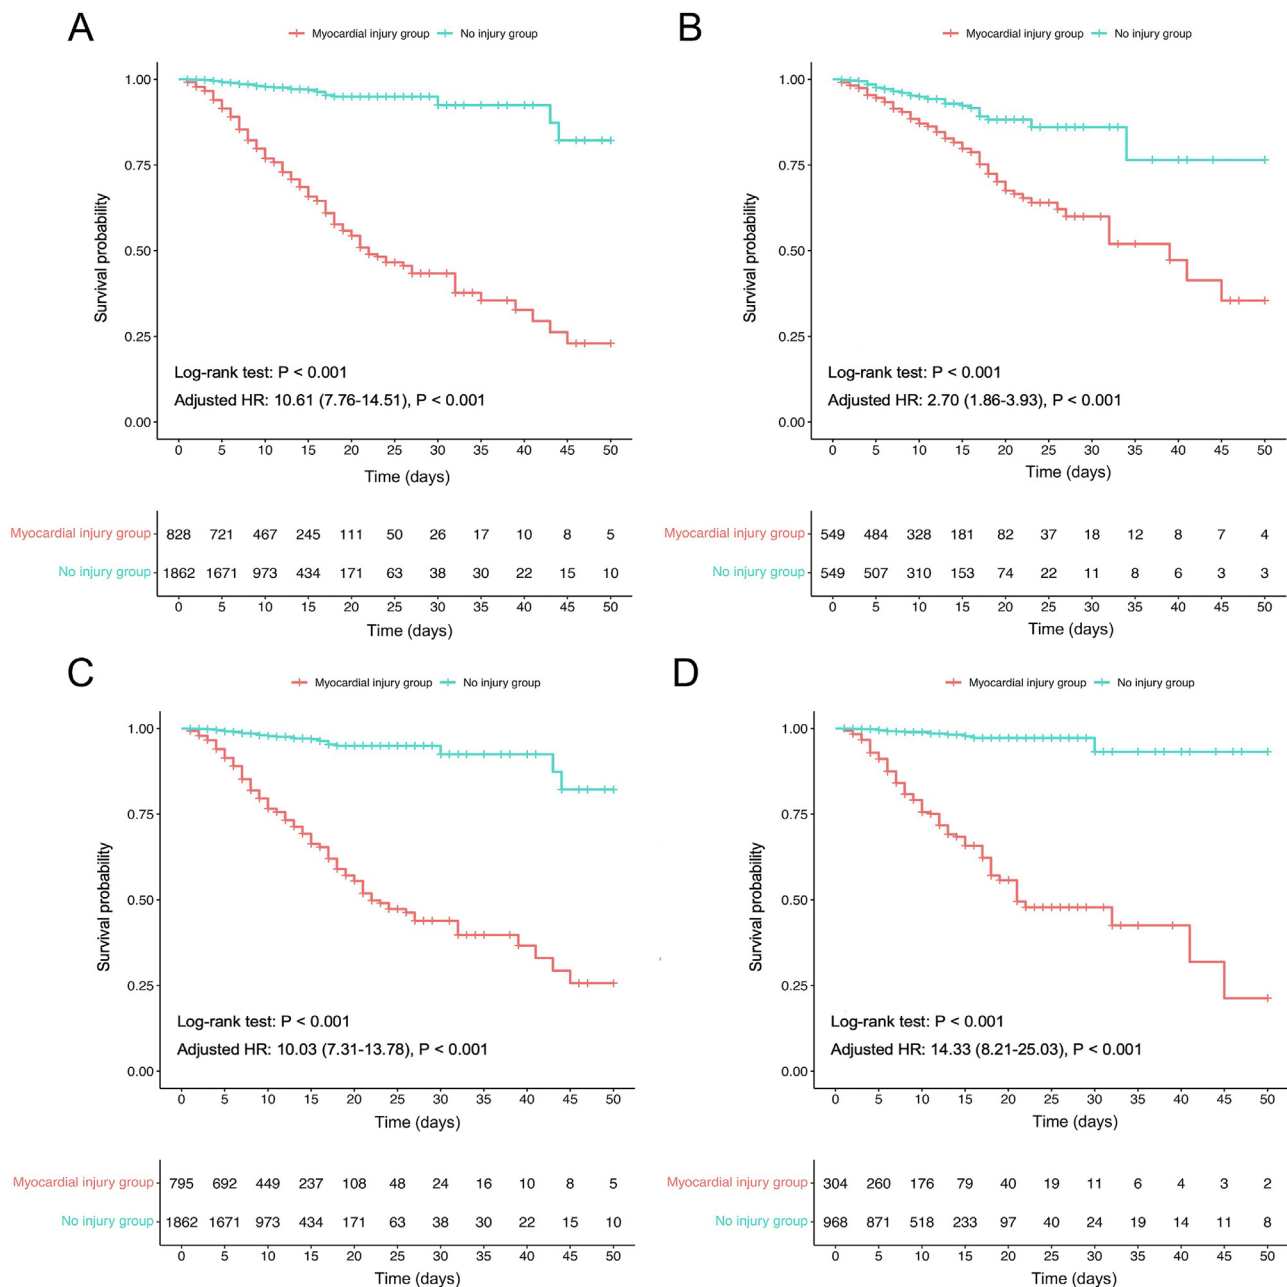 A
Myocardial injury group No injury group
1.00
0.75
0.50
0.25
0.00
Survival probability
Log-rank test: P < 0.001
Adjusted HR: 10.61 (7.76-14.51), P < 0.001
0 5 10 15 20 25 30 35 40 45 50
Time (days)
Myocardial injury group 828 721 467 245 111 50 26 17 10 8 5
No injury group 1862 1671 973 434 171 63 38 30 22 15 10
0 5 10 15 20 25 30 35 40 45 50
Time (days)
B
Myocardial injury group No injury group
1.00
0.75
0.50
0.25
0.00
Survival probability
Log-rank test: P < 0.001
Adjusted HR: 2.70 (1.86-3.93), P < 0.001
0 5 10 15 20 25 30 35 40 45 50
Time (days)
Myocardial injury group 549 484 328 181 82 37 18 12 8 7 4
No injury group 549 507 310 153 74 22 11 8 6 3 3
0 5 10 15 20 25 30 35 40 45 50
Time (days)
C
Myocardial injury group No injury group
1.00
0.75
0.50
0.25
0.00
Survival probability
Log-rank test: P < 0.001
Adjusted HR: 10.03 (7.31-13.78), P < 0.001
0 5 10 15 20 25 30 35 40 45 50
Time (days)
Myocardial injury group 795 692 449 237 108 48 24 16 10 8 5
No injury group 1862 1671 973 434 171 63 38 30 22 15 10
0 5 10 15 20 25 30 35 40 45 50
Time (days)
D
Myocardial injury group No injury group
1.00
0.75
0.50
0.25
0.00
Survival probability
Log-rank test: P < 0.001
Adjusted HR: 14.33 (8.21-25.03), P < 0.001
0 5 10 15 20 25 30 35 40 45 50
Time (days)
Myocardial injury group 304 260 176 79 40 19 11 6 4 3 2
No injury group 968 871 518 233 97 40 24 19 14 11 8
0 5 10 15 20 25 30 35 40 45 50
Time (days)